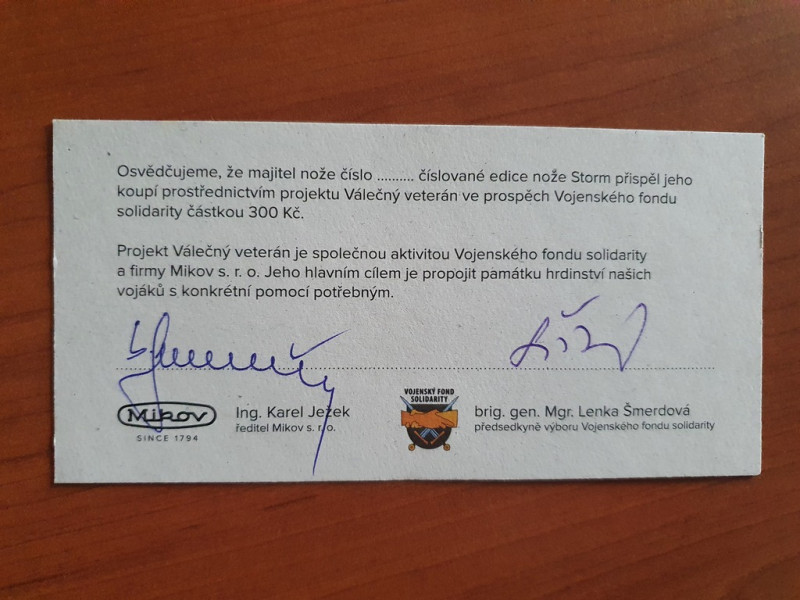 Osvědčujeme, že majitel nože číslo .......... číslované edice nože Storm přispěl jeho
koupí prostřednictvím projektu Válečný veterán ve prospěch Vojenského fondu
solidarity částkou 300 Kč.
Projekt Válečný veterán je společnou aktivitou Vojenského fondu solidarity
a firmy Mikov s. r. o. Jeho hlavním cílem je propojit památku hrdinství našich
vojáků s konkrétní pomocí potřebným.
Mikov
SINCE 1794
Ing. Karel Ježek
ředitel Mikov s. r. o.
VOJENSKÝ FOND
SOLIDARITY
brig. gen. Mgr. Lenka Šmerdová
předsedkyně výboru Vojenského fondu solidarity